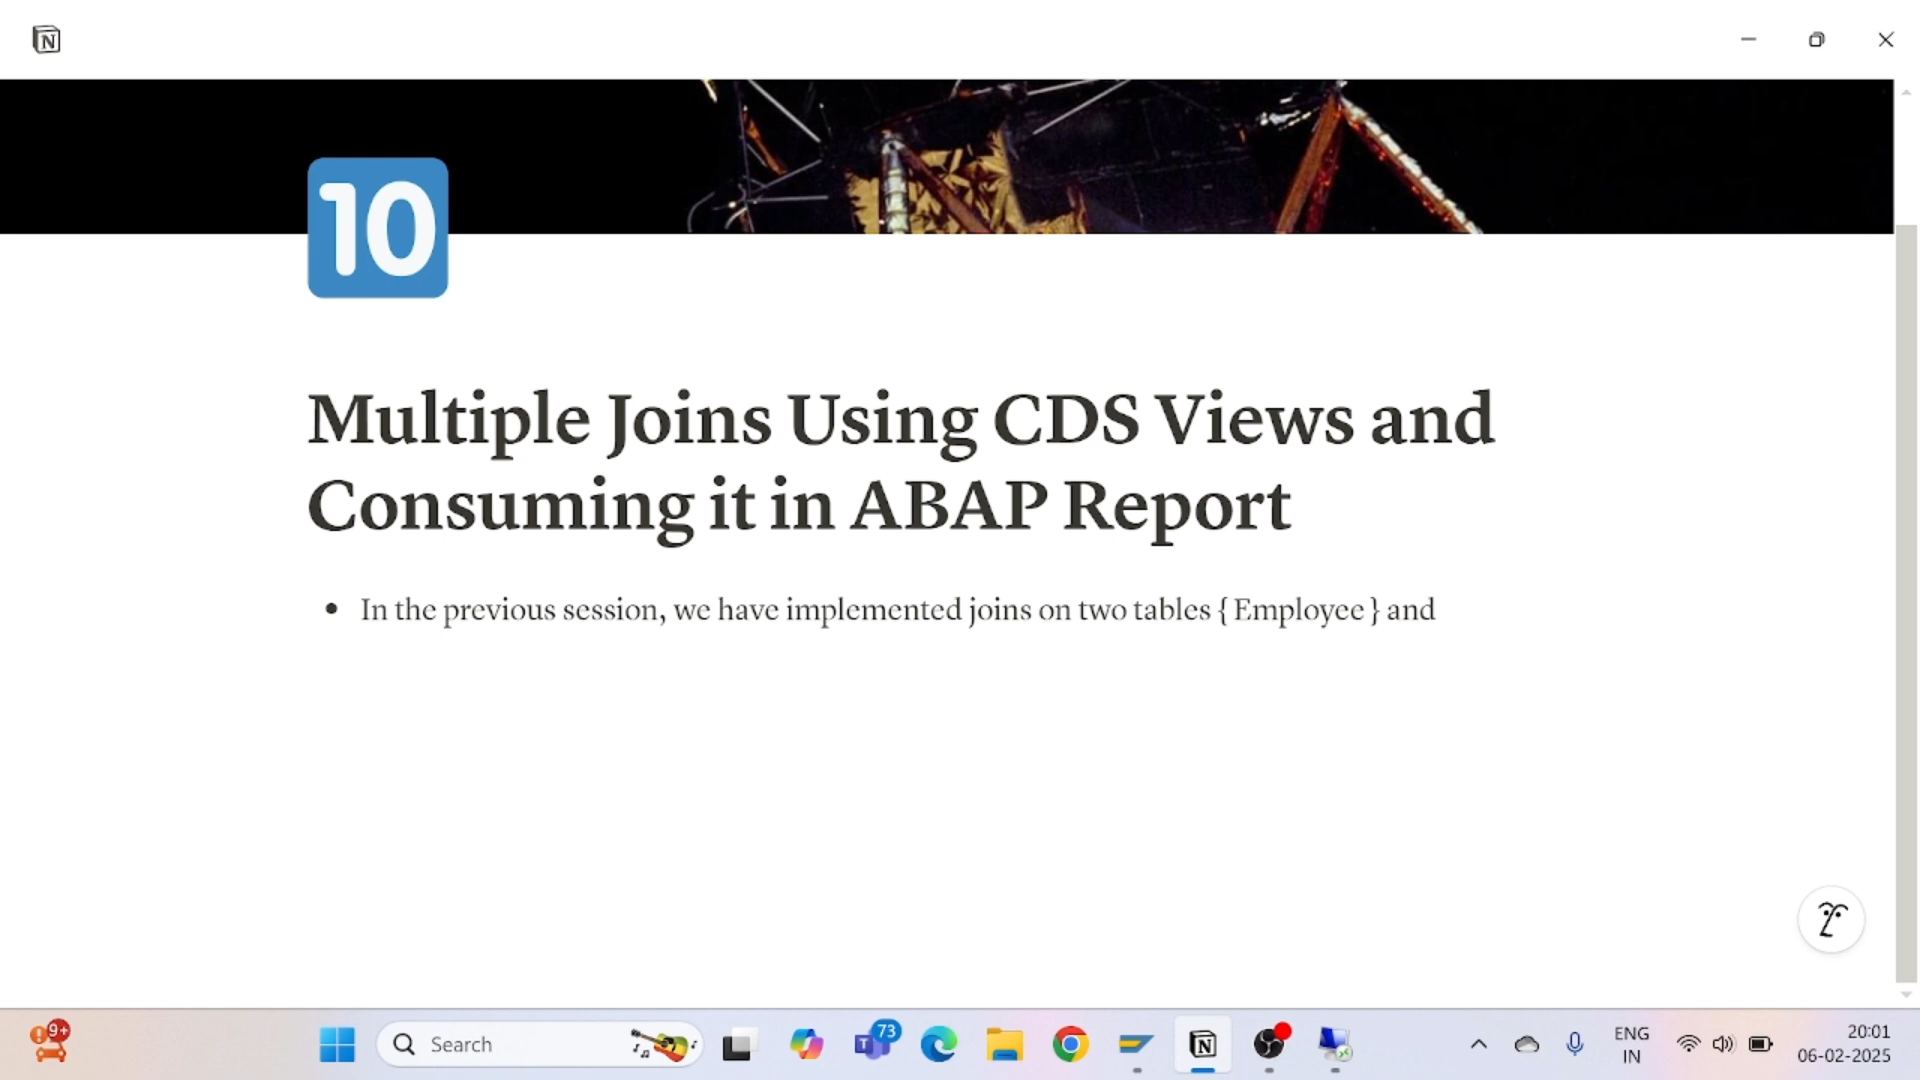 N
10
Multiple Joins Using CDS Views and
Consuming it in ABAP Report
• In the previous session, we have implemented joins on two tables { Employee } and
9+
Search
73
ENG
IN
20:01
06-02-2025